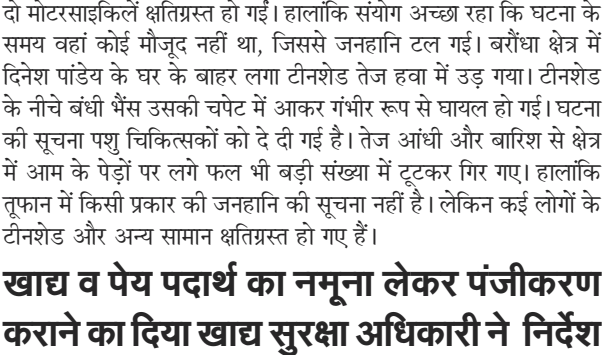 दो मोटरसाइकिलें क्षतिग्रस्त हो गईं। हालांकि संयोग अच्छा रहा कि घटना के
समय वहां कोई मौजूद नहीं था, जिससे जनहानि टल गई। बरौंधा क्षेत्र में
दिनेश पांडेय के घर के बाहर लगा टीनशेड तेज हवा में उड़ गया। टीनशेड
के नीचे बंधी भैंस उसकी चपेट में आकर गंभीर रूप से घायल हो गई। घटना
की सूचना पशु चिकित्सकों को दे दी गई है। तेज आंधी और बारिश से क्षेत्र
में आम के पेड़ों पर लगे फल भी बड़ी संख्या में टूटकर गिर गए। हालांकि
तूफान में किसी प्रकार की जनहानि की सूचना नहीं है। लेकिन कई लोगों के
टीनशेड और अन्य सामान क्षतिग्रस्त हो गए हैं।
खाद्य व पेय पदार्थ का नमूना लेकर पंजीकरण
कराने का दिया खाद्य सुरक्षा अधिकारी ने निर्देश